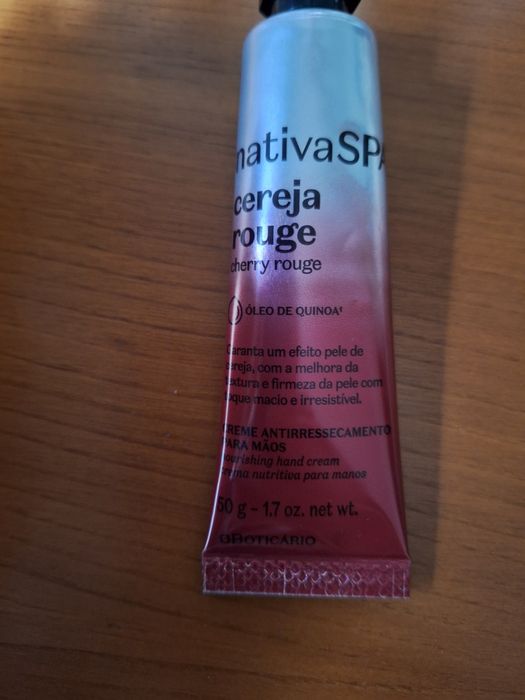 nativaSPA
cereja
rouge
cherry rouge
ÓLEO DE QUINOA¹
Garanta um efeito pele de
cereja, com a melhora da
textura e firmeza da pele com
toque macio e irresistível.
CREME ANTIRRESSECAMENTO
PARA MÃOS
nourishing hand cream
crema nutritiva para manos
50 g - 1.7 oz. net wt.
OBOTICÁRIO